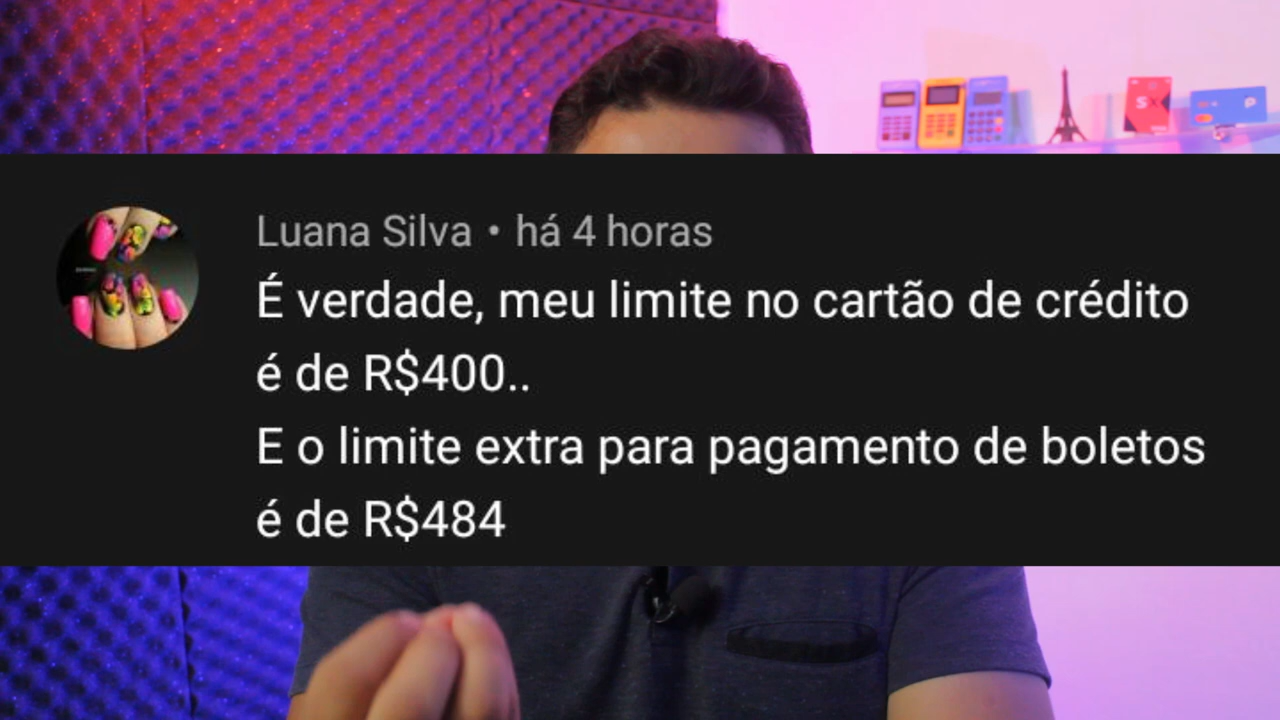 Luana Silva • há 4 horas
É verdade, meu limite no cartão de crédito
é de R$400..
E o limite extra para pagamento de boletos
é de R$484